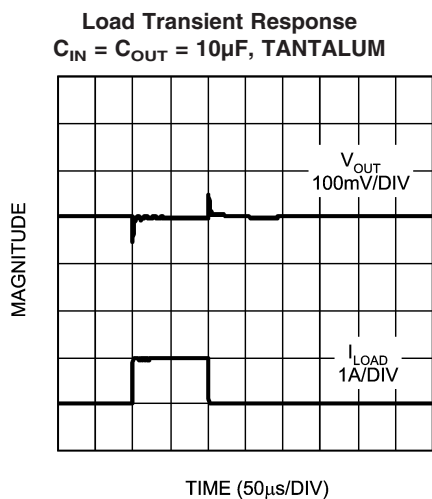 Load Transient Response
C_IN = C_OUT = 10µF, TANTALUM
V_OUT
100mV/DIV
MAGNITUDE
I_LOAD
1A/DIV
TIME (50µs/DIV)